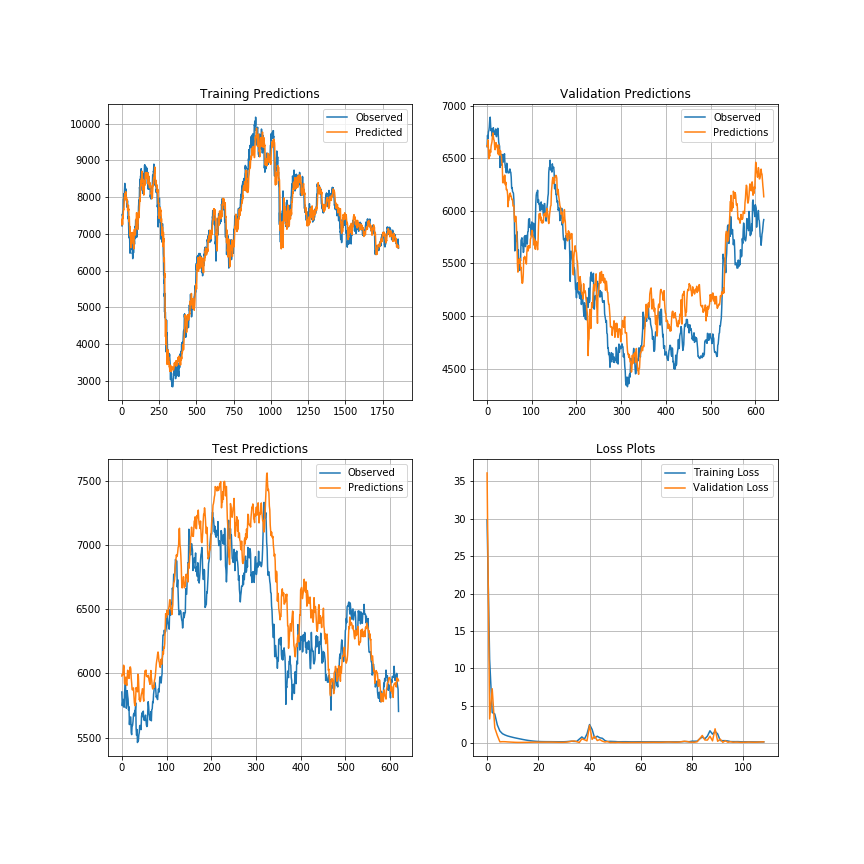 Training Predictions
Observed
Predicted
10000
9000
8000
7000
6000
5000
4000
3000
0 250 500 750 1000 1250 1500 1750
Validation Predictions
Observed
Predictions
7000
6500
6000
5500
5000
4500
0 100 200 300 400 500 600
Test Predictions
Observed
Predictions
7500
7000
6500
6000
5500
0 100 200 300 400 500 600
Loss Plots
Training Loss
Validation Loss
35
30
25
20
15
10
5
0
0 20 40 60 80 100